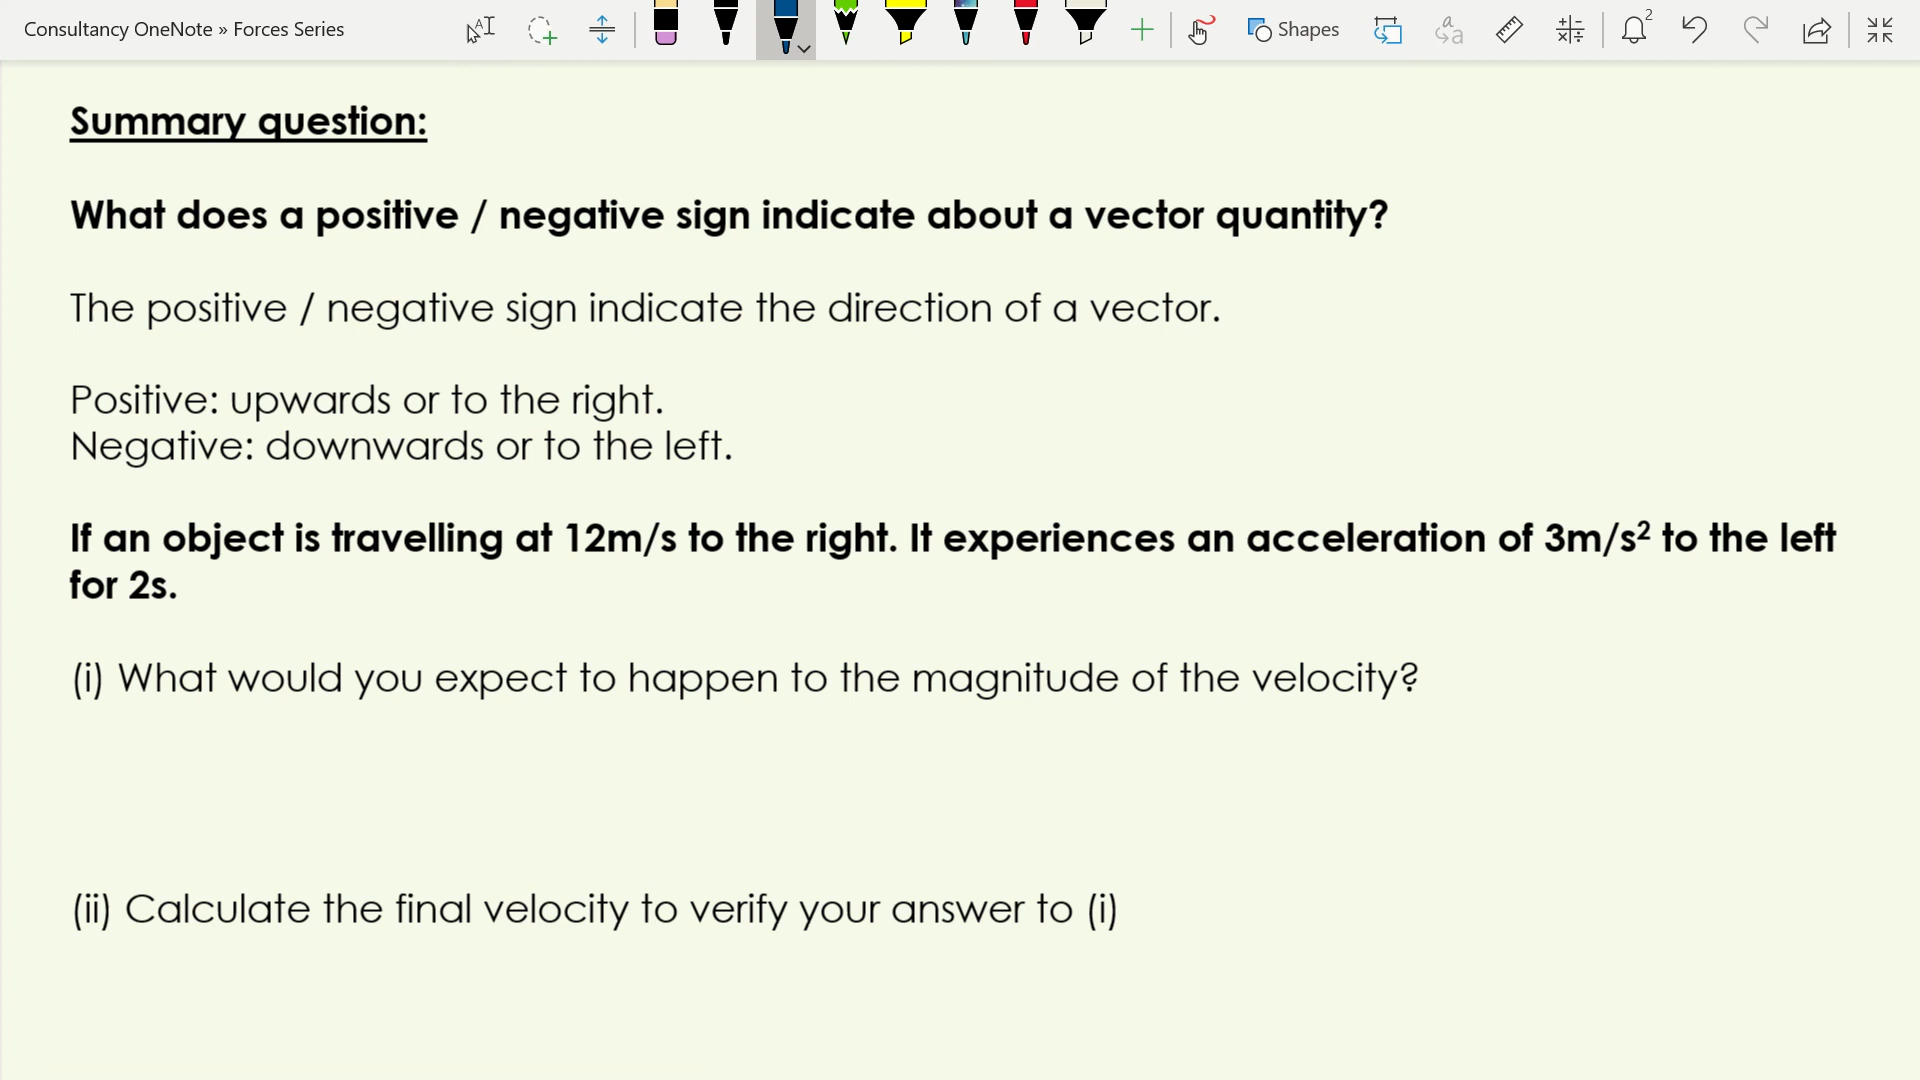 Consultancy OneNote » Forces Series
Shapes
2
Summary question:
What does a positive / negative sign indicate about a vector quantity?
The positive / negative sign indicate the direction of a vector.
Positive: upwards or to the right.
Negative: downwards or to the left.
If an object is travelling at 12m/s to the right. It experiences an acceleration of 3m/s² to the left
for 2s.
(i) What would you expect to happen to the magnitude of the velocity?
(ii) Calculate the final velocity to verify your answer to (i)